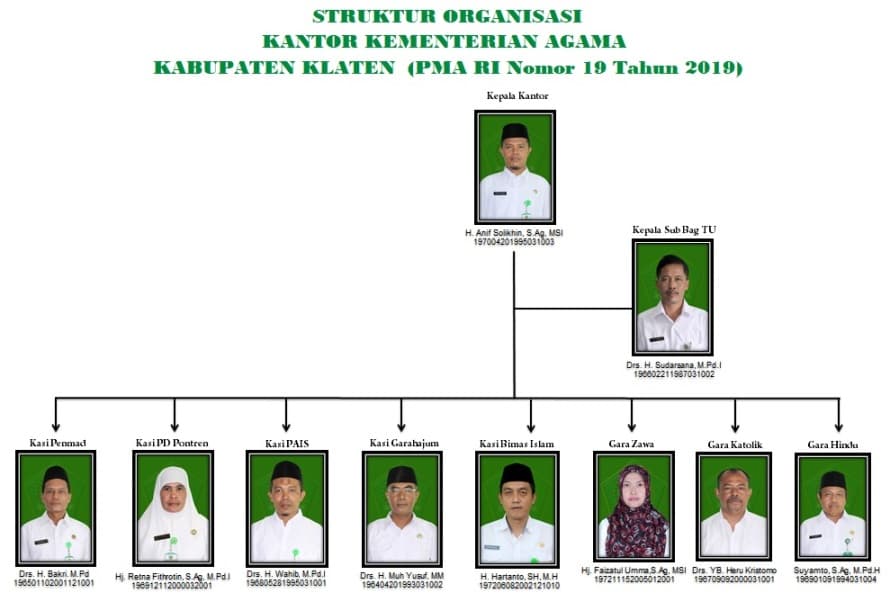 STRUKTUR ORGANISASI
KANTOR KEMENTERIAN AGAMA
KABUPATEN KLATEN (PMA RI Nomor 19 Tahun 2019)
Kepala Kantor
H. Anif Solikhin, S.Ag, MSI
197004201995031003
Kepala Sub Bag TU
Drs. H. Sudarsana, M.Pd.I
196602211987031002
Kasi Penmad
Drs. H. Bakri. M.Pd
196501102001121001
Kasi PD Pontren
Hj. Retna Fithrotin, S.Ag, M.Pd.I
196912112000032001
Kasi PAIS
Drs. H. Wahib, M.Pd.I
196805281995031001
Kasi Garahajum
Drs. H. Muh Yusuf, MM
196404201993031002
Kasi Bimas Islam
H. Hartanto, SH, M.H
197206082002121010
Gara Zawa
Hj. Faizatul Umma,S.Ag, MSI
197211152005012001
Gara Katolik
Drs. YB. Heru Kristomo
196709092000031001
Gara Hindu
Suyamto, S.Ag, M.Pd.H
196901091994031004